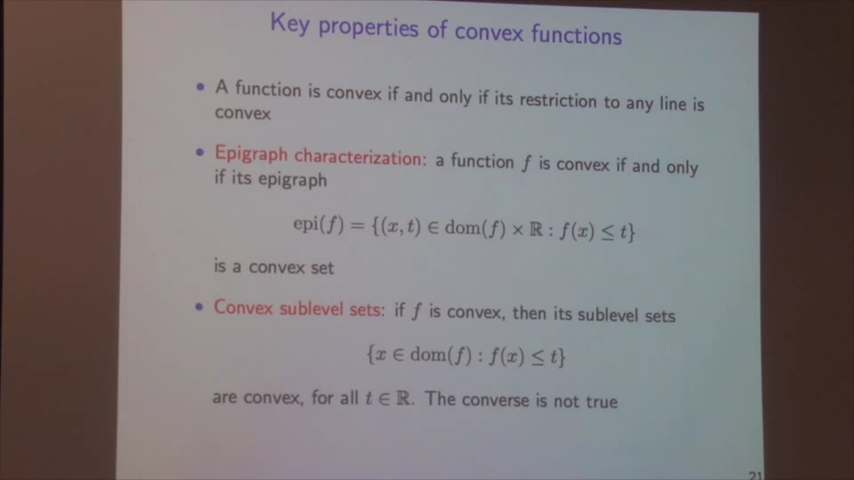 Key properties of convex functions
• A function is convex if and only if its restriction to any line is
convex
• Epigraph characterization: a function f is convex if and only
if its epigraph
epi(f) = {(x, t) ∈ dom(f) × ℝ : f(x) ≤ t}
is a convex set
• Convex sublevel sets: if f is convex, then its sublevel sets
{x ∈ dom(f) : f(x) ≤ t}
are convex, for all t ∈ ℝ. The converse is not true
21